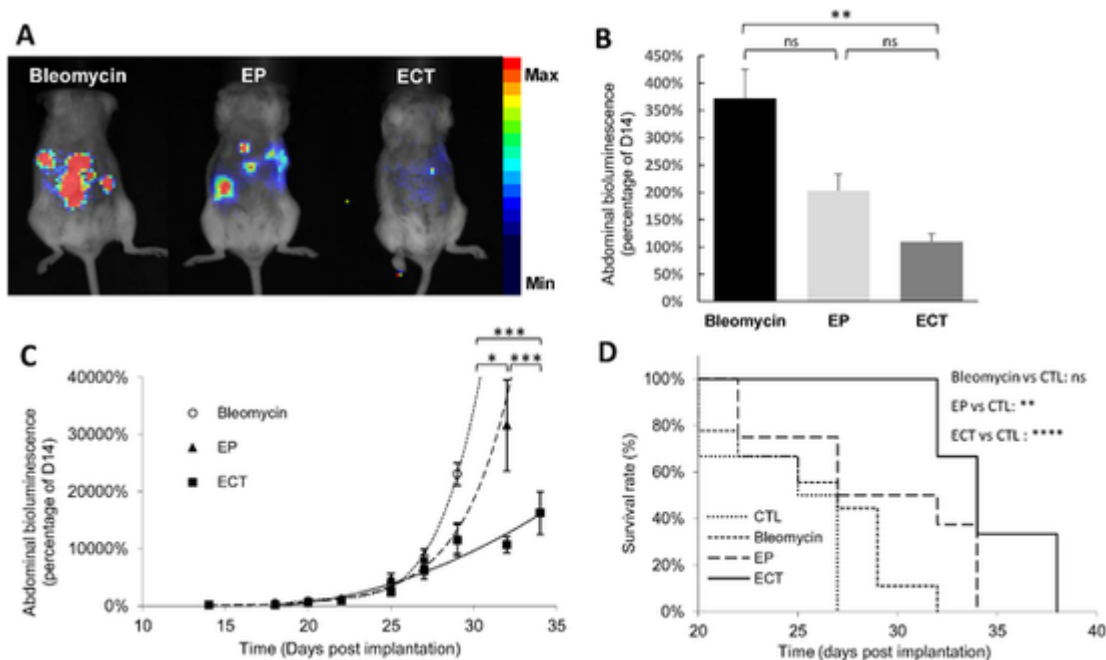 A
Bleomycin EP ECT
Max
Min
B
**
ns ns
Abdominal bioluminescence
(percentage of D14)
450%
400%
350%
300%
250%
200%
150%
100%
50%
0%
Bleomycin EP ECT
C
***
* ***
Abdominal bioluminescence
(percentage of D14)
40000%
30000%
20000%
10000%
0%
Bleomycin
EP
ECT
10 15 20 25 30 35
Time (Days post implantation)
D
Survival rate (%)
100%
80%
60%
40%
20%
0%
Bleomycin vs CTL: ns
EP vs CTL: **
ECT vs CTL : ****
CTL
Bleomycin
EP
ECT
20 25 30 35 40
Time (days post implantation)